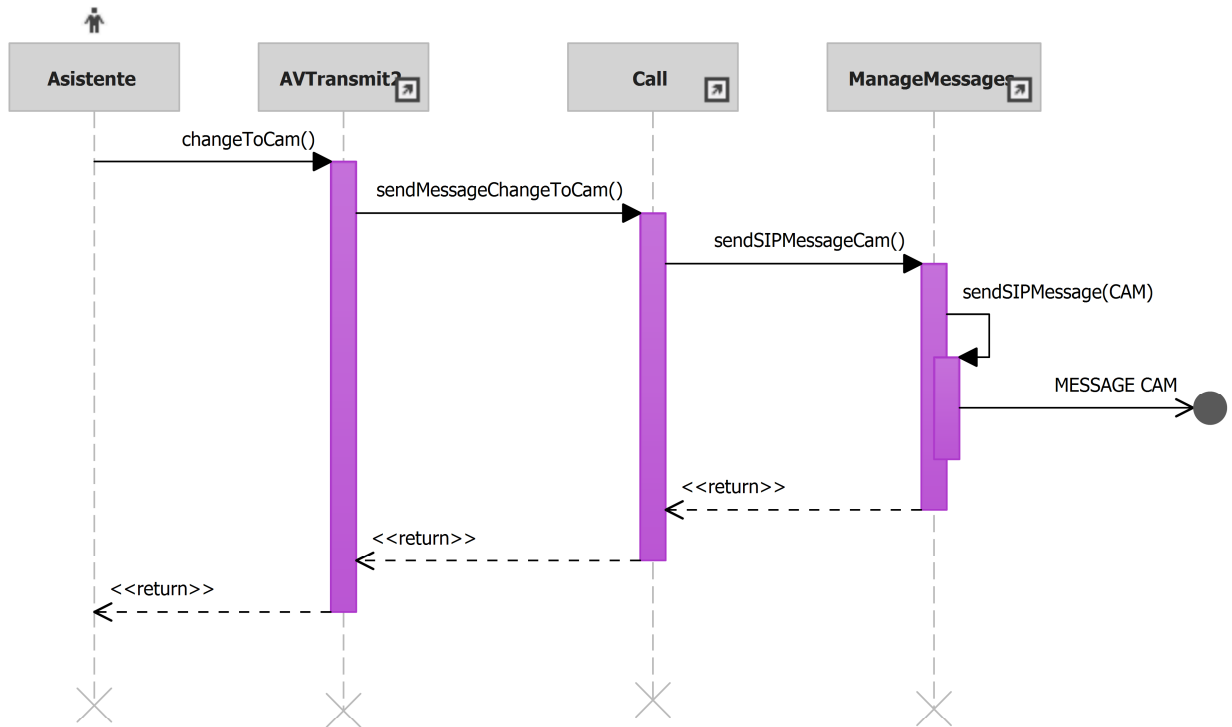 Asistente
AVTransmit2
Call
ManageMessages
changeToCam()
sendMessageChangeToCam()
sendSIPMessageCam()
sendSIPMessage(CAM)
MESSAGE CAM
<<return>>
<<return>>
<<return>>